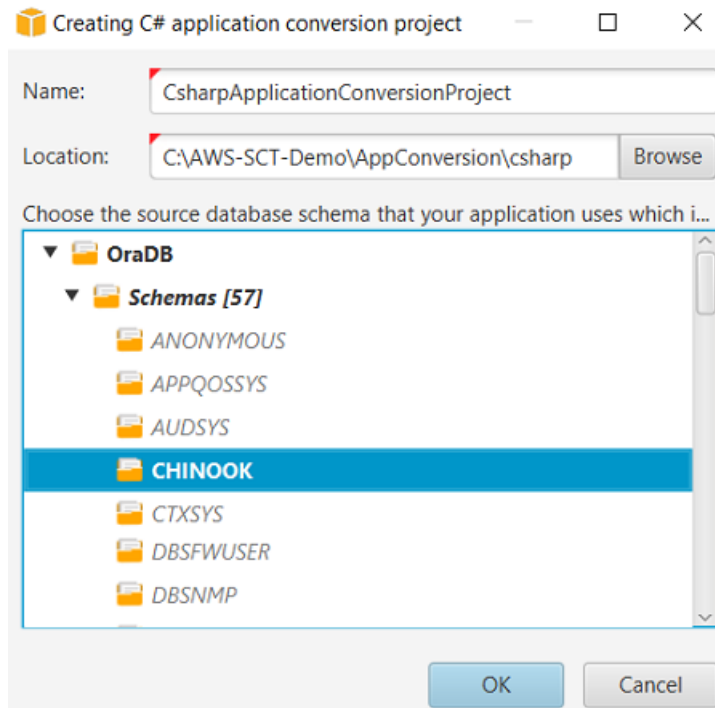 Creating C# application conversion project
Name:
CsharpApplicationConversionProject
Location:
C:\AWS-SCT-Demo\AppConversion\csharp
Browse
Choose the source database schema that your application uses which i...
OraDB
Schemas [57]
ANONYMOUS
APPQOSSYS
AUDSYS
CHINOOK
CTXSYS
DBSFWUSER
DBSNMP
OK
Cancel